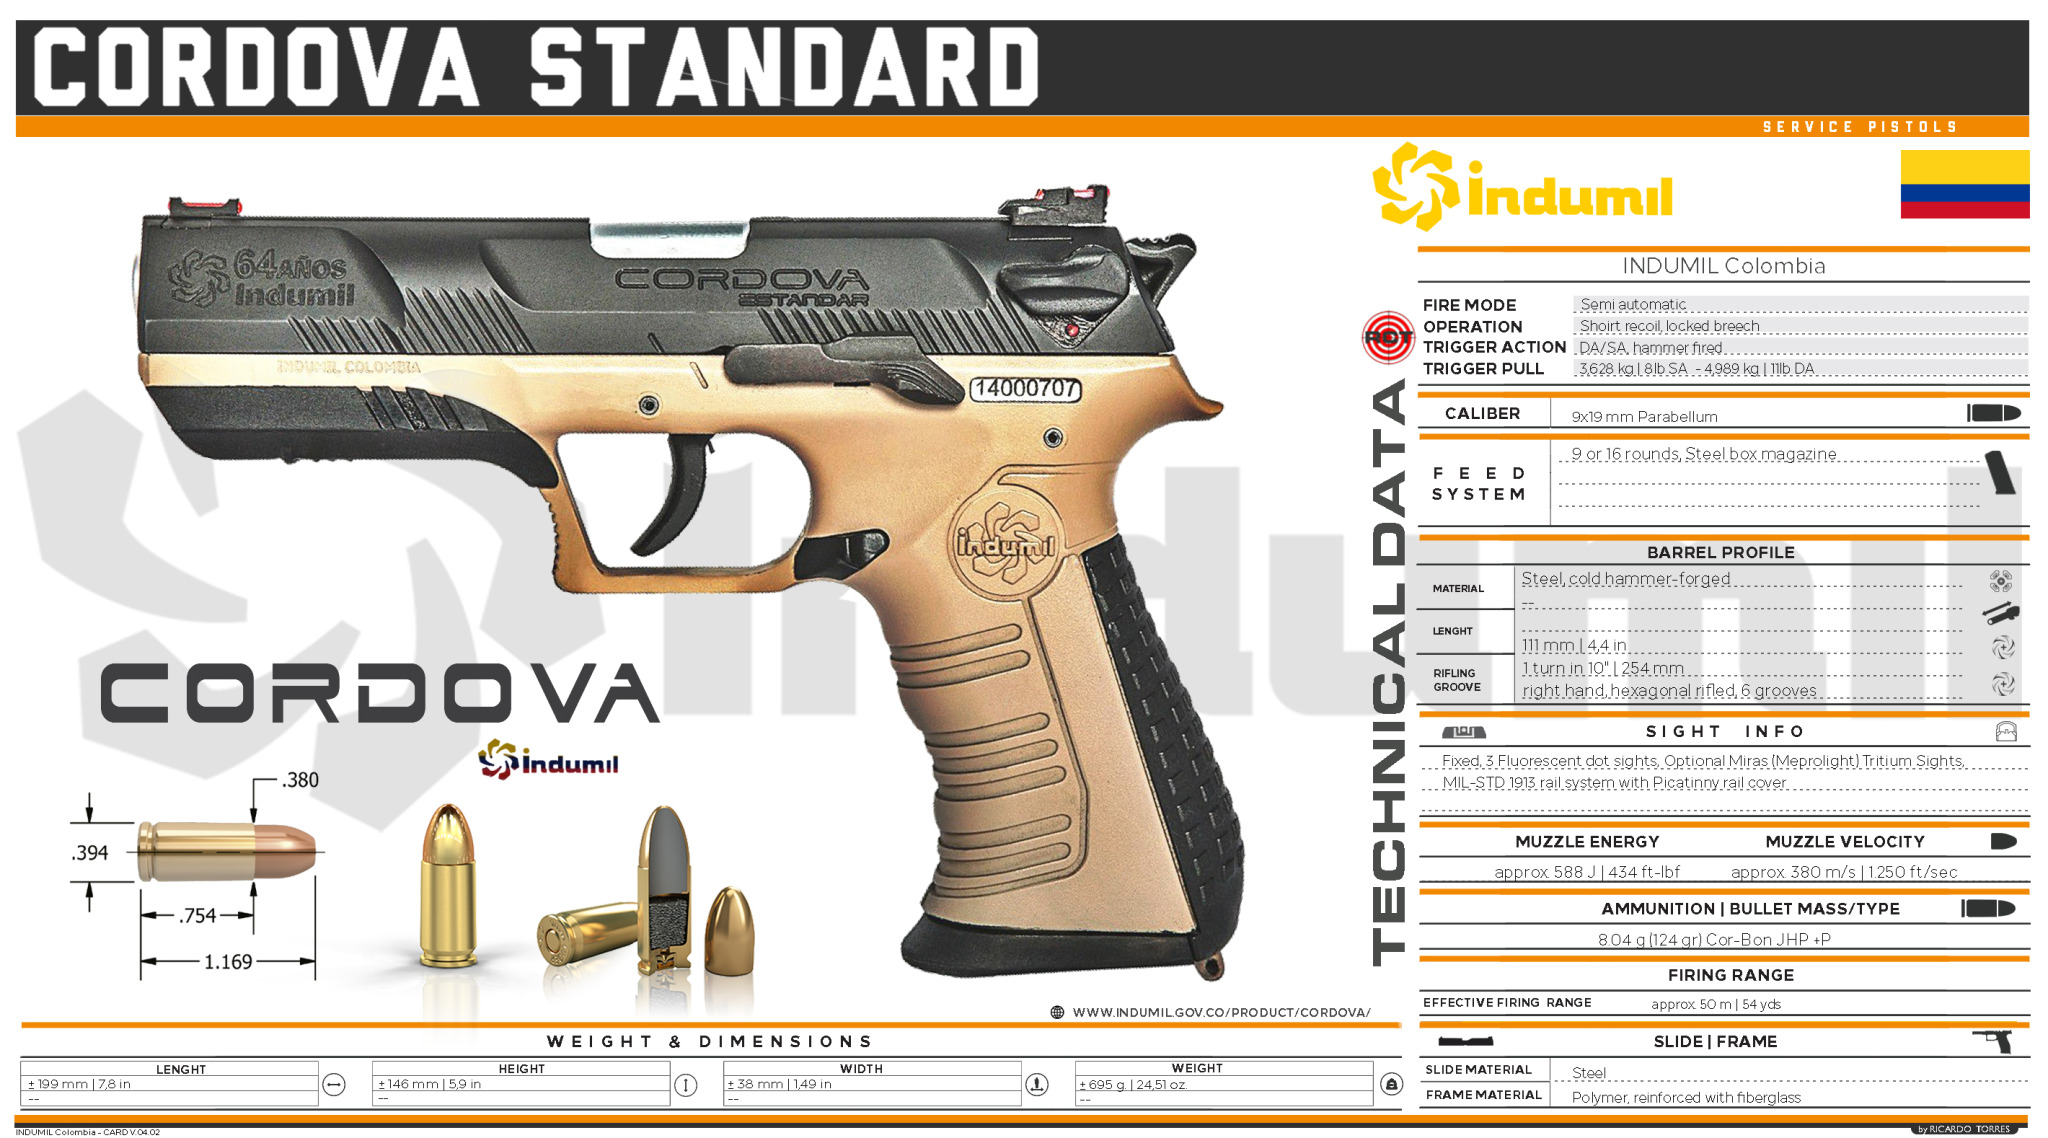 CORDOVA STANDARD
SERVICE PISTOLS
indumil
64 AÑOS
indumil
CORDOVA
ESTANDAR
INDUMIL COLOMBIA
14000707
indumil
CORDOVA
indumil
.380
.394
.754
1.169
WWW.INDUMIL.GOV.CO/PRODUCT/CORDOVA/
TECHNICAL DATA
RDT
INDUMIL Colombia
FIRE MODE Semi automatic
OPERATION Shoirt recoil, locked breech
TRIGGER ACTION DA/SA, hammer fired
TRIGGER PULL 3,628 kg | 8lb SA - 4,989 kg | 11lb DA
CALIBER 9x19 mm Parabellum
FEED SYSTEM 9 or 16 rounds, Steel box magazine
BARREL PROFILE
MATERIAL Steel, cold hammer-forged
--
LENGHT 111 mm | 4,4 in
RIFLING GROOVE 1 turn in 10" | 254 mm
right hand, hexagonal rifled, 6 grooves
SIGHT INFO
Fixed, 3 Fluorescent dot sights, Optional Miras (Meprolight) Tritium Sights,
MIL-STD 1913 rail system with Picatinny rail cover
MUZZLE ENERGY MUZZLE VELOCITY
approx. 588 J | 434 ft-lbf approx. 380 m/s | 1.250 ft/sec
AMMUNITION | BULLET MASS/TYPE
8.04 g (124 gr) Cor-Bon JHP +P
FIRING RANGE
EFFECTIVE FIRING RANGE approx. 50 m | 54 yds
SLIDE | FRAME
SLIDE MATERIAL Steel
FRAME MATERIAL Polymer, reinforced with fiberglass
WEIGHT & DIMENSIONS
LENGHT HEIGHT WIDTH WEIGHT
± 199 mm | 7,8 in ± 146 mm | 5,9 in ± 38 mm | 1,49 in ± 695 g. | 24,51 oz.
-- -- -- --
INDUMIL Colombia - CARD V.04.02
by RICARDO TORRES
indumil